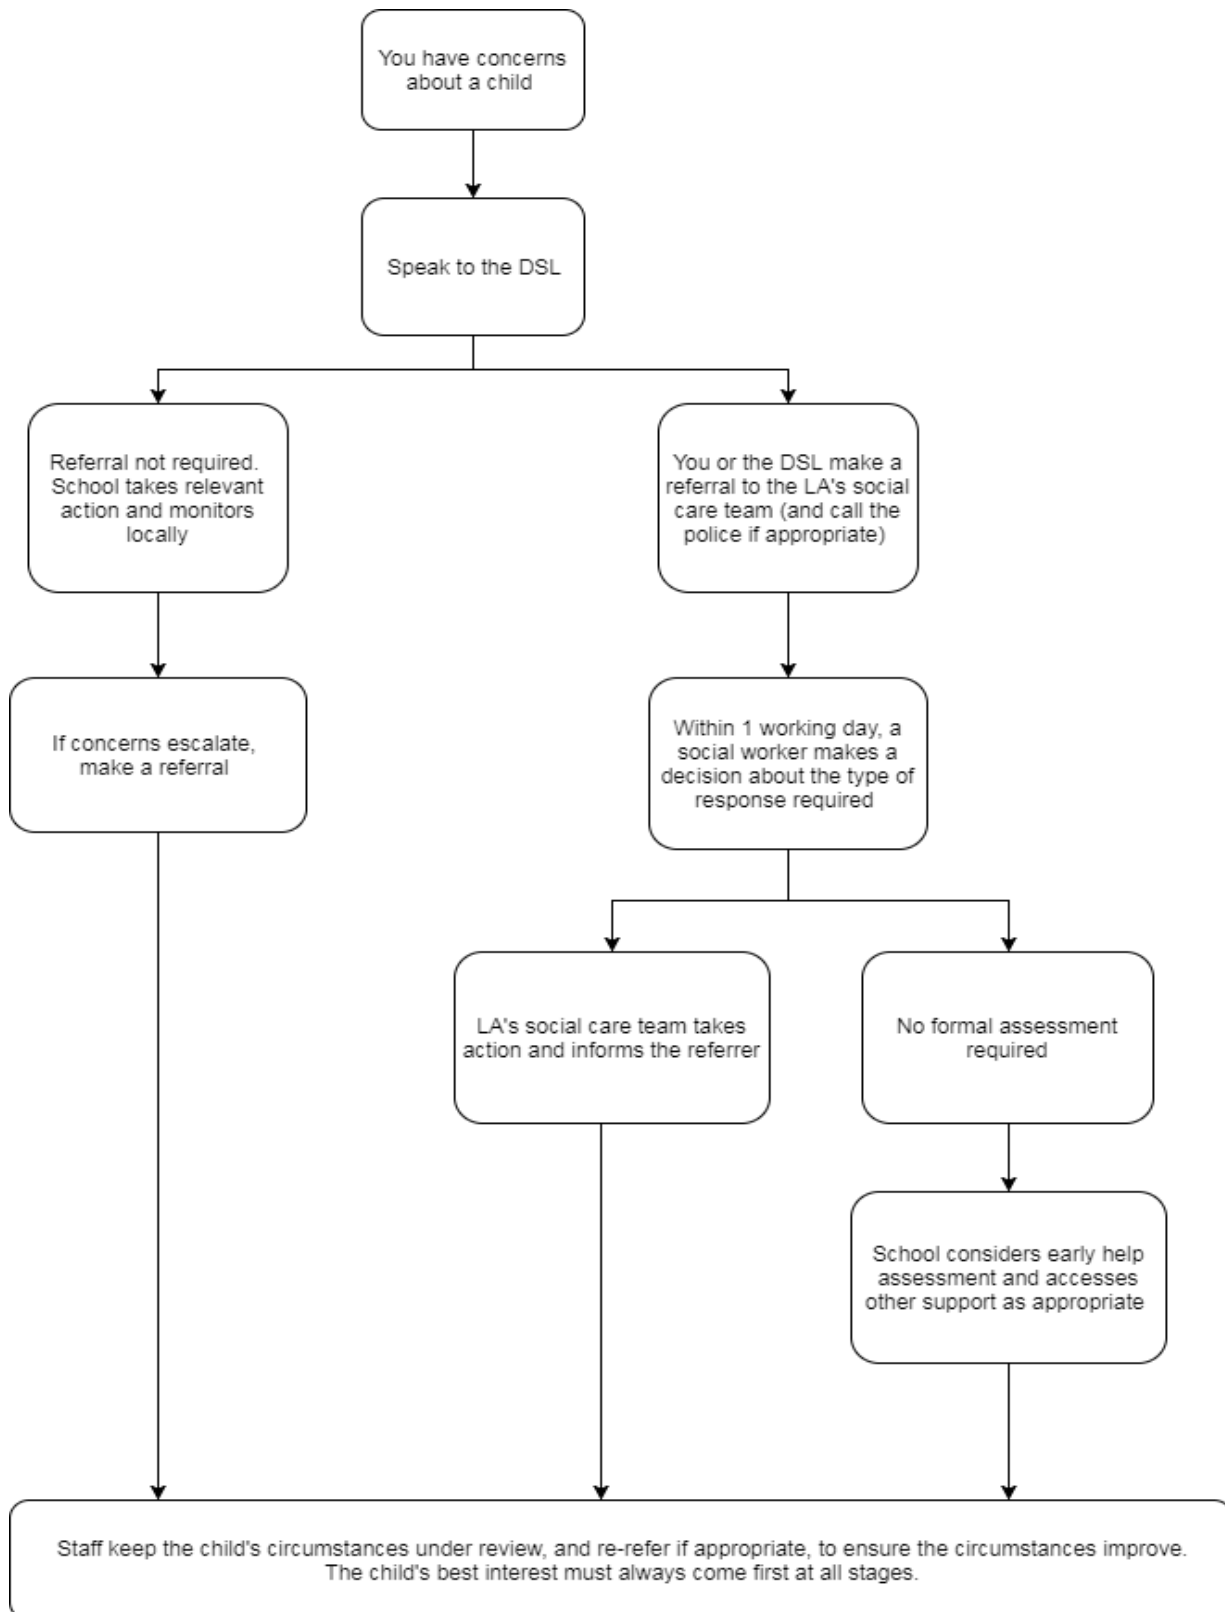 You have concerns
about a child
Speak to the DSL
Referral not required.
School takes relevant
action and monitors
locally
You or the DSL make a
referral to the LA's social
care team (and call the
police if appropriate)
If concerns escalate,
make a referral
Within 1 working day, a
social worker makes a
decision about the type of
response required
LA's social care team takes
action and informs the referrer
No formal assessment
required
School considers early help
assessment and accesses
other support as appropriate
Staff keep the child's circumstances under review, and re-refer if appropriate, to ensure the circumstances improve.
The child's best interest must always come first at all stages.